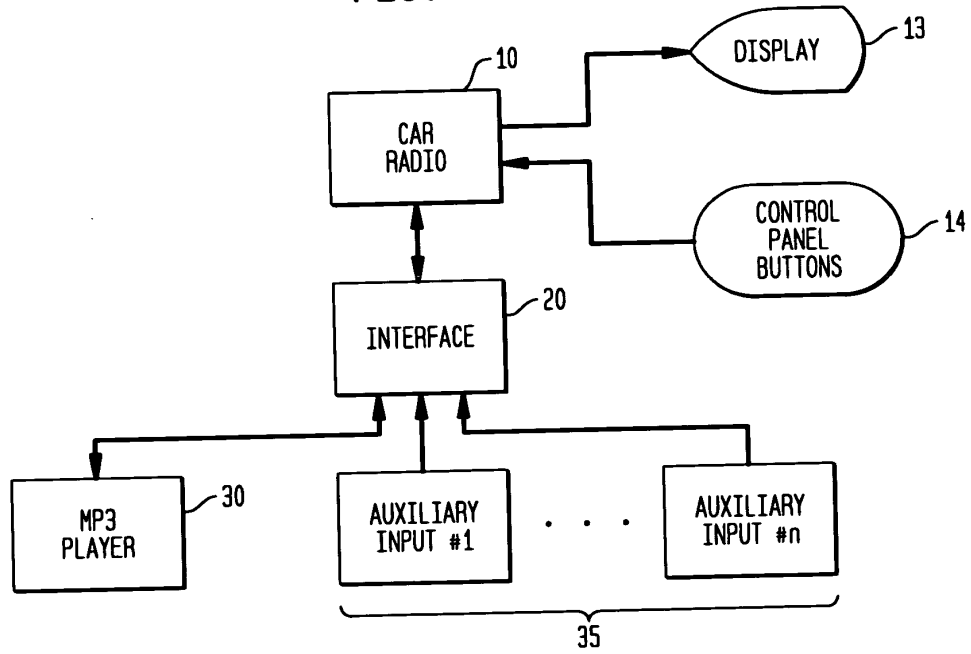 10
CAR
RADIO
DISPLAY
13
CONTROL
PANEL
BUTTONS
14
INTERFACE
20
MP3
PLAYER
30
AUXILIARY
INPUT #1
. . .
AUXILIARY
INPUT #n
35